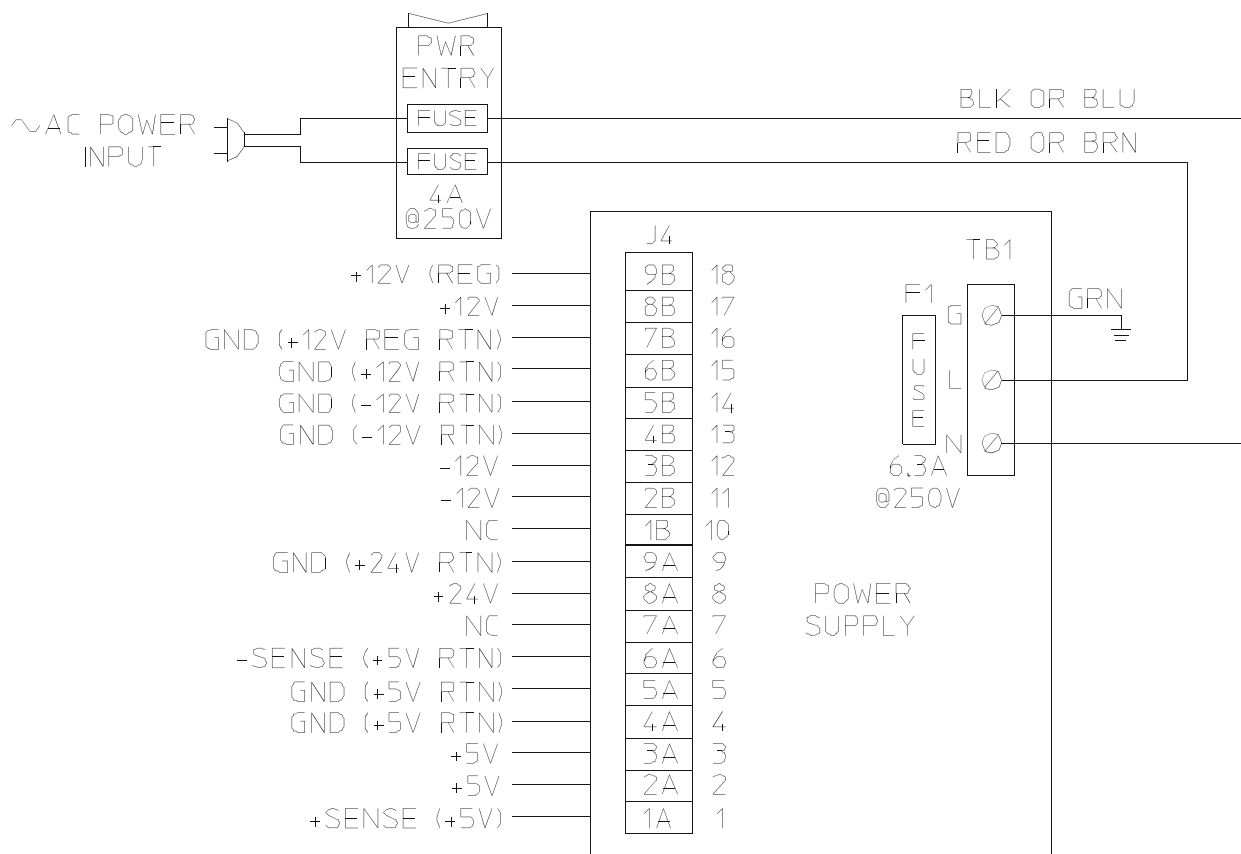 PWR
ENTRY
FUSE
FUSE
4A
@250V
∿AC POWER
INPUT
BLK OR BLU
RED OR BRN
J4
TB1
+12V (REG) 9B 18
+12V 8B 17
GND (+12V REG RTN) 7B 16
GND (+12V RTN) 6B 15
GND (-12V RTN) 5B 14
GND (-12V RTN) 4B 13
-12V 3B 12
-12V 2B 11
NC 1B 10
GND (+24V RTN) 9A 9
+24V 8A 8
NC 7A 7
-SENSE (+5V RTN) 6A 6
GND (+5V RTN) 5A 5
GND (+5V RTN) 4A 4
+5V 3A 3
+5V 2A 2
+SENSE (+5V) 1A 1
F1
FUSE
6.3A
@250V
G
L
N
GRN
POWER
SUPPLY